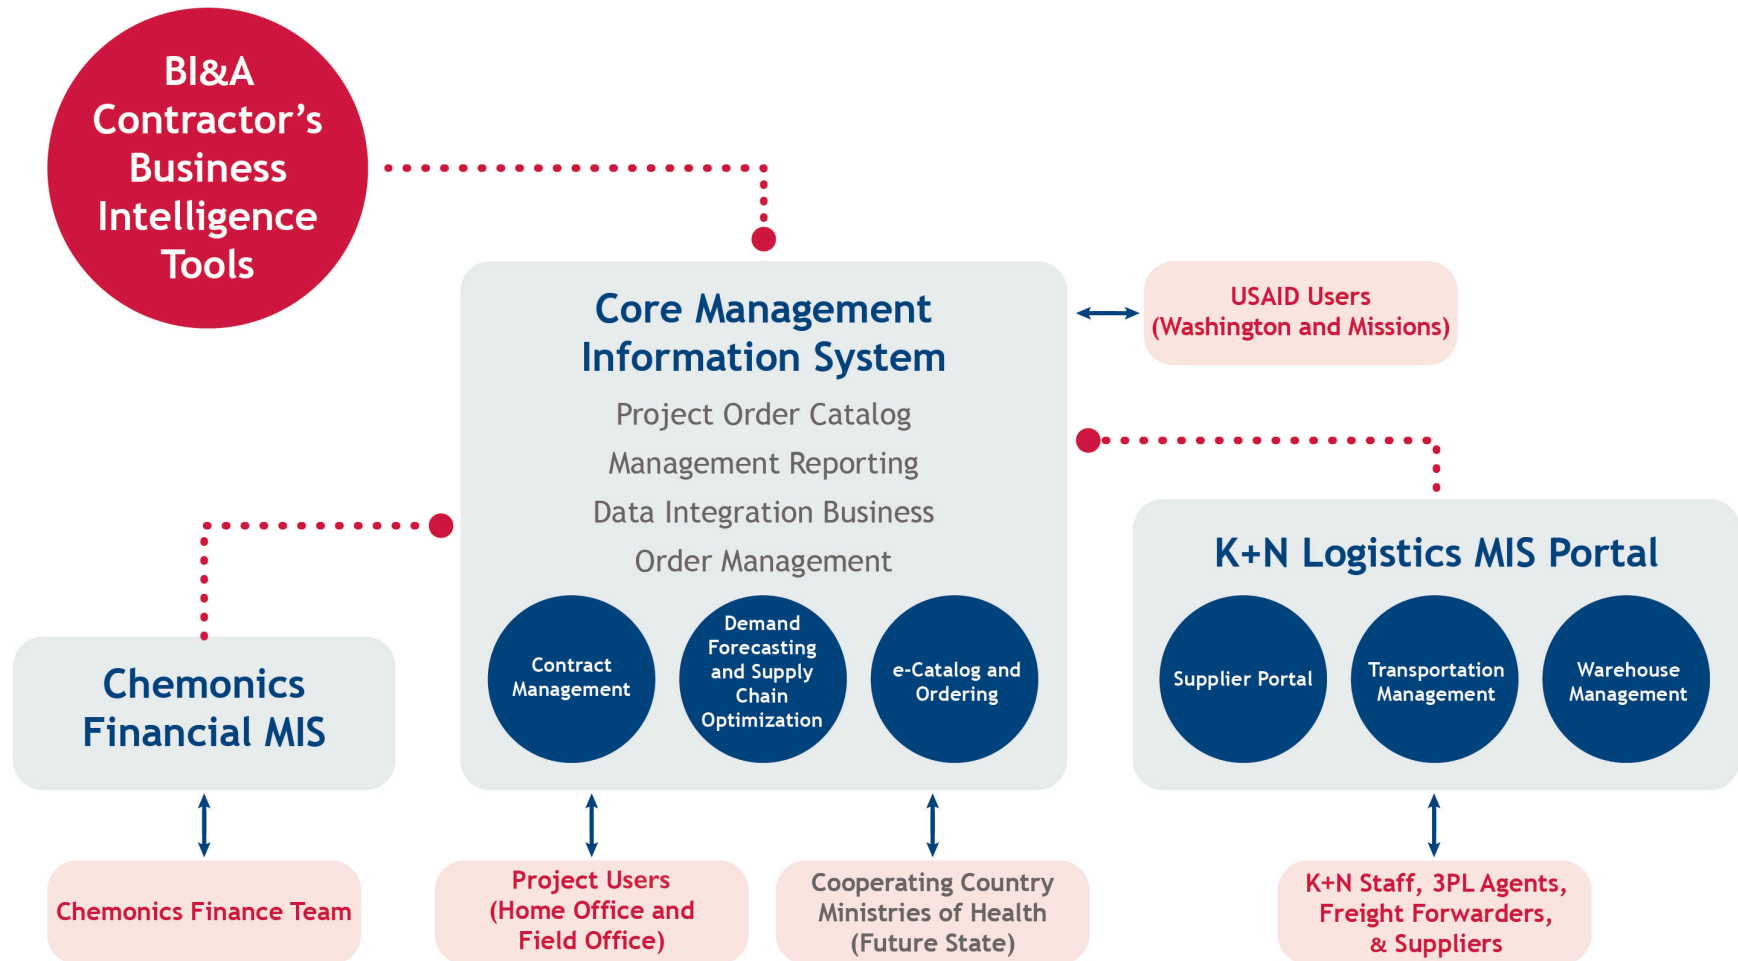 BI&A
Contractor’s
Business
Intelligence
Tools
Core Management
Information System
Project Order Catalog
Management Reporting
Data Integration Business
Order Management
Contract
Management
Demand
Forecasting
and Supply
Chain
Optimization
e-Catalog and
Ordering
USAID Users
(Washington and Missions)
K+N Logistics MIS Portal
Supplier Portal
Transportation
Management
Warehouse
Management
Chemonics
Financial MIS
Chemonics Finance Team
Project Users
(Home Office and
Field Office)
Cooperating Country
Ministries of Health
(Future State)
K+N Staff, 3PL Agents,
Freight Forwarders,
& Suppliers